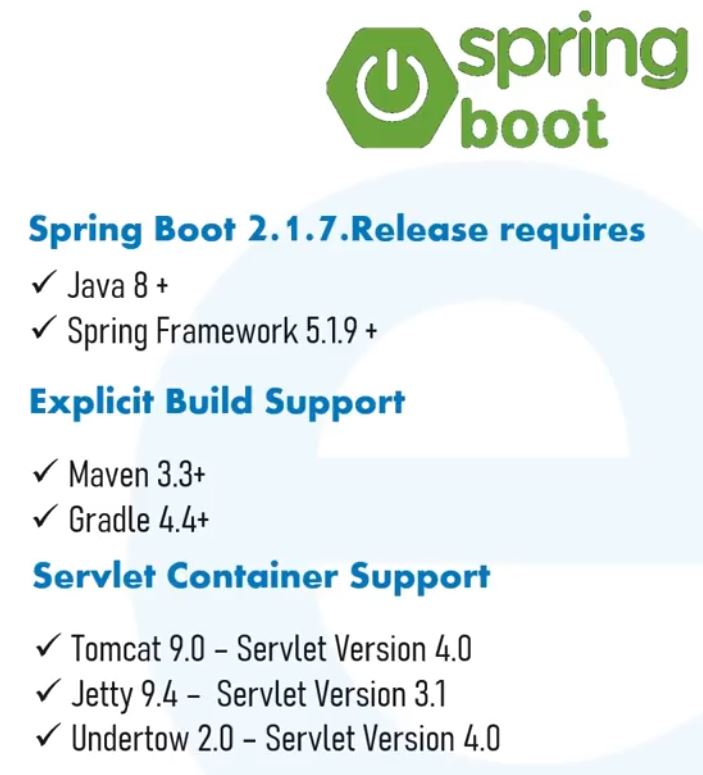 spring
boot
Spring Boot 2.1.7.Release requires
✓ Java 8 +
✓ Spring Framework 5.1.9 +
Explicit Build Support
✓ Maven 3.3+
✓ Gradle 4.4+
Servlet Container Support
✓ Tomcat 9.0 – Servlet Version 4.0
✓ Jetty 9.4 – Servlet Version 3.1
✓ Undertow 2.0 – Servlet Version 4.0